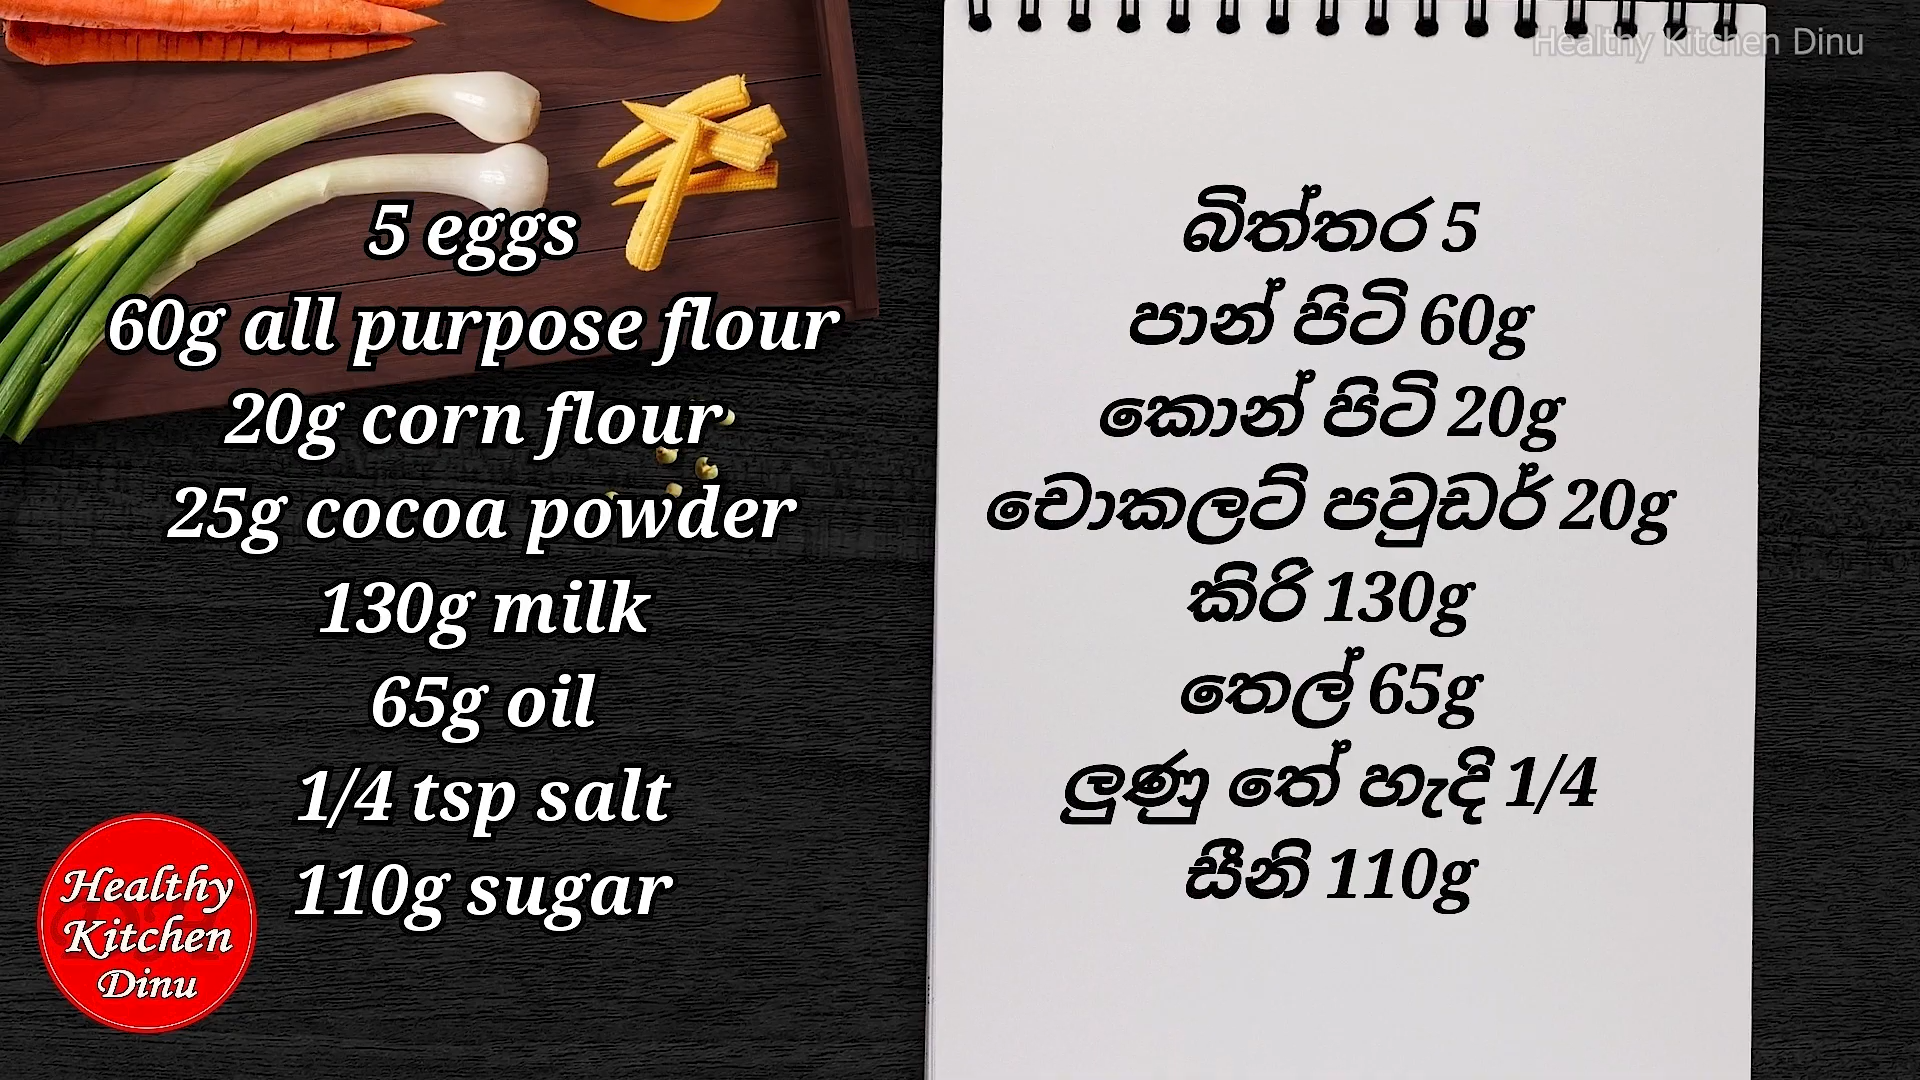 Healthy Kitchen Dinu
5 eggs
60g all purpose flour
20g corn flour
25g cocoa powder
130g milk
65g oil
1/4 tsp salt
110g sugar
බිත්තර 5
පාන් පිටි 60g
කොන් පිටි 20g
චොකලට් පවුඩර් 20g
කිරි 130g
තෙල් 65g
ලුණු තේ හැදි 1/4
සීනි 110g
Healthy
Kitchen
Dinu